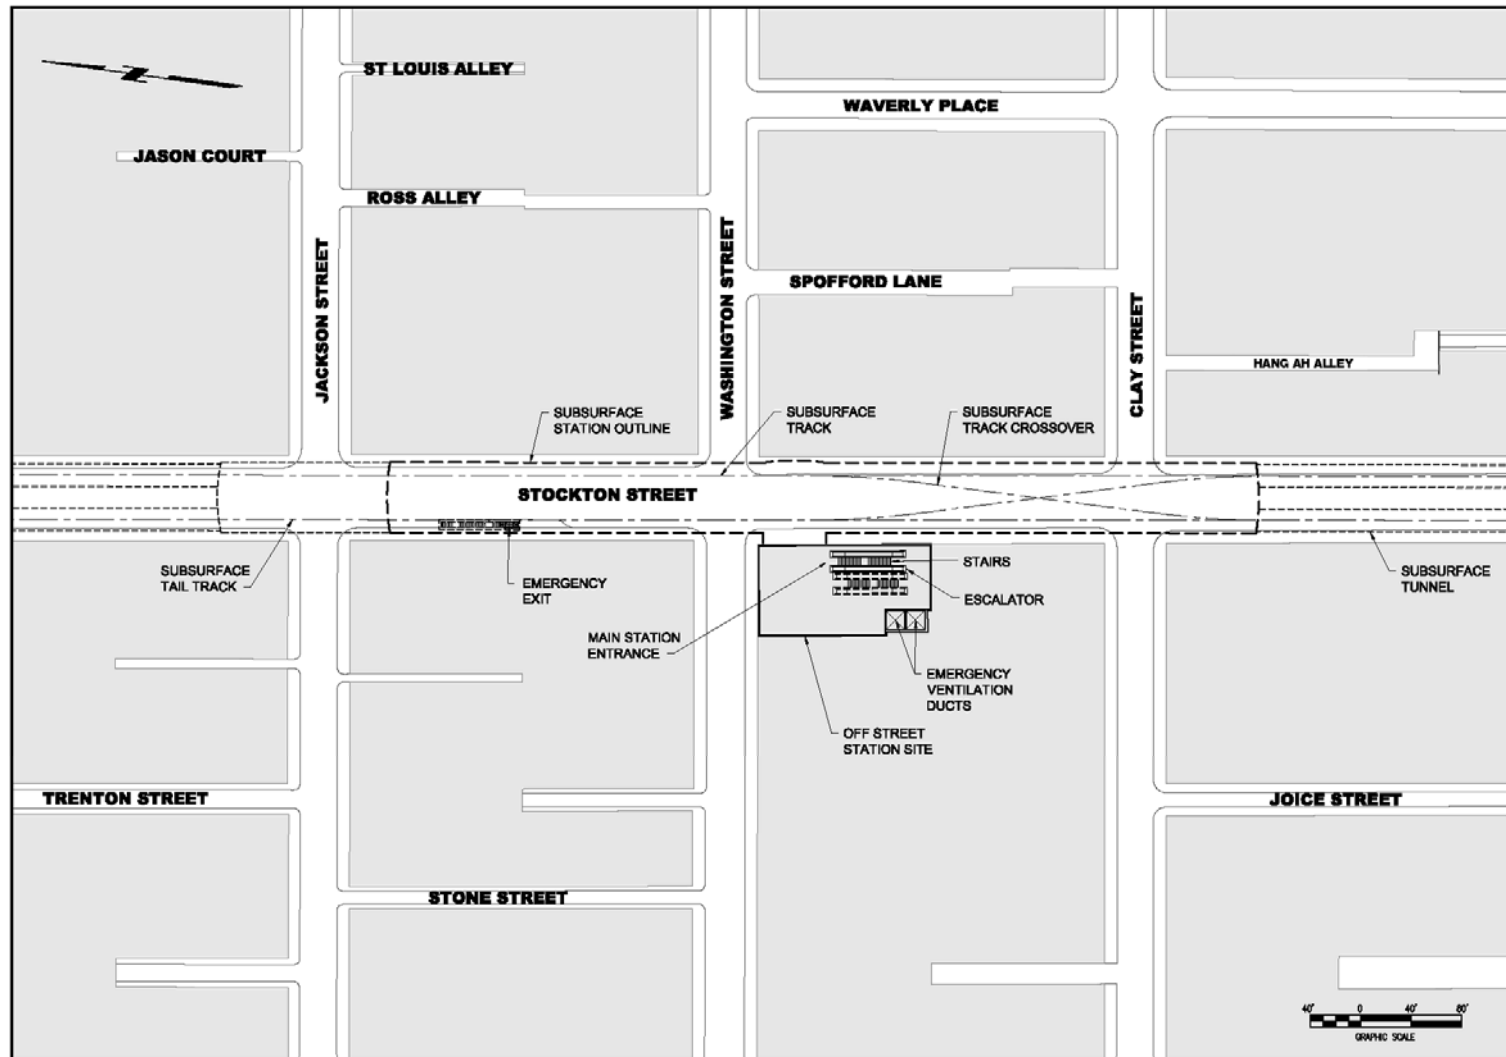 ST LOUIS ALLEY
WAVERLY PLACE
JASON COURT
ROSS ALLEY
JACKSON STREET
WASHINGTON STREET
SPOFFORD LANE
CLAY STREET
HANG AH ALLEY
SUBSURFACE
STATION OUTLINE
SUBSURFACE
TRACK
SUBSURFACE
TRACK CROSSOVER
STOCKTON STREET
SUBSURFACE
TAIL TRACK
EMERGENCY
EXIT
STAIRS
ESCALATOR
SUBSURFACE
TUNNEL
MAIN STATION
ENTRANCE
EMERGENCY
VENTILATION
DUCTS
OFF STREET
STATION SITE
TRENTON STREET
JOICE STREET
STONE STREET
40' 0 40' 80'
GRAPHIC SCALE